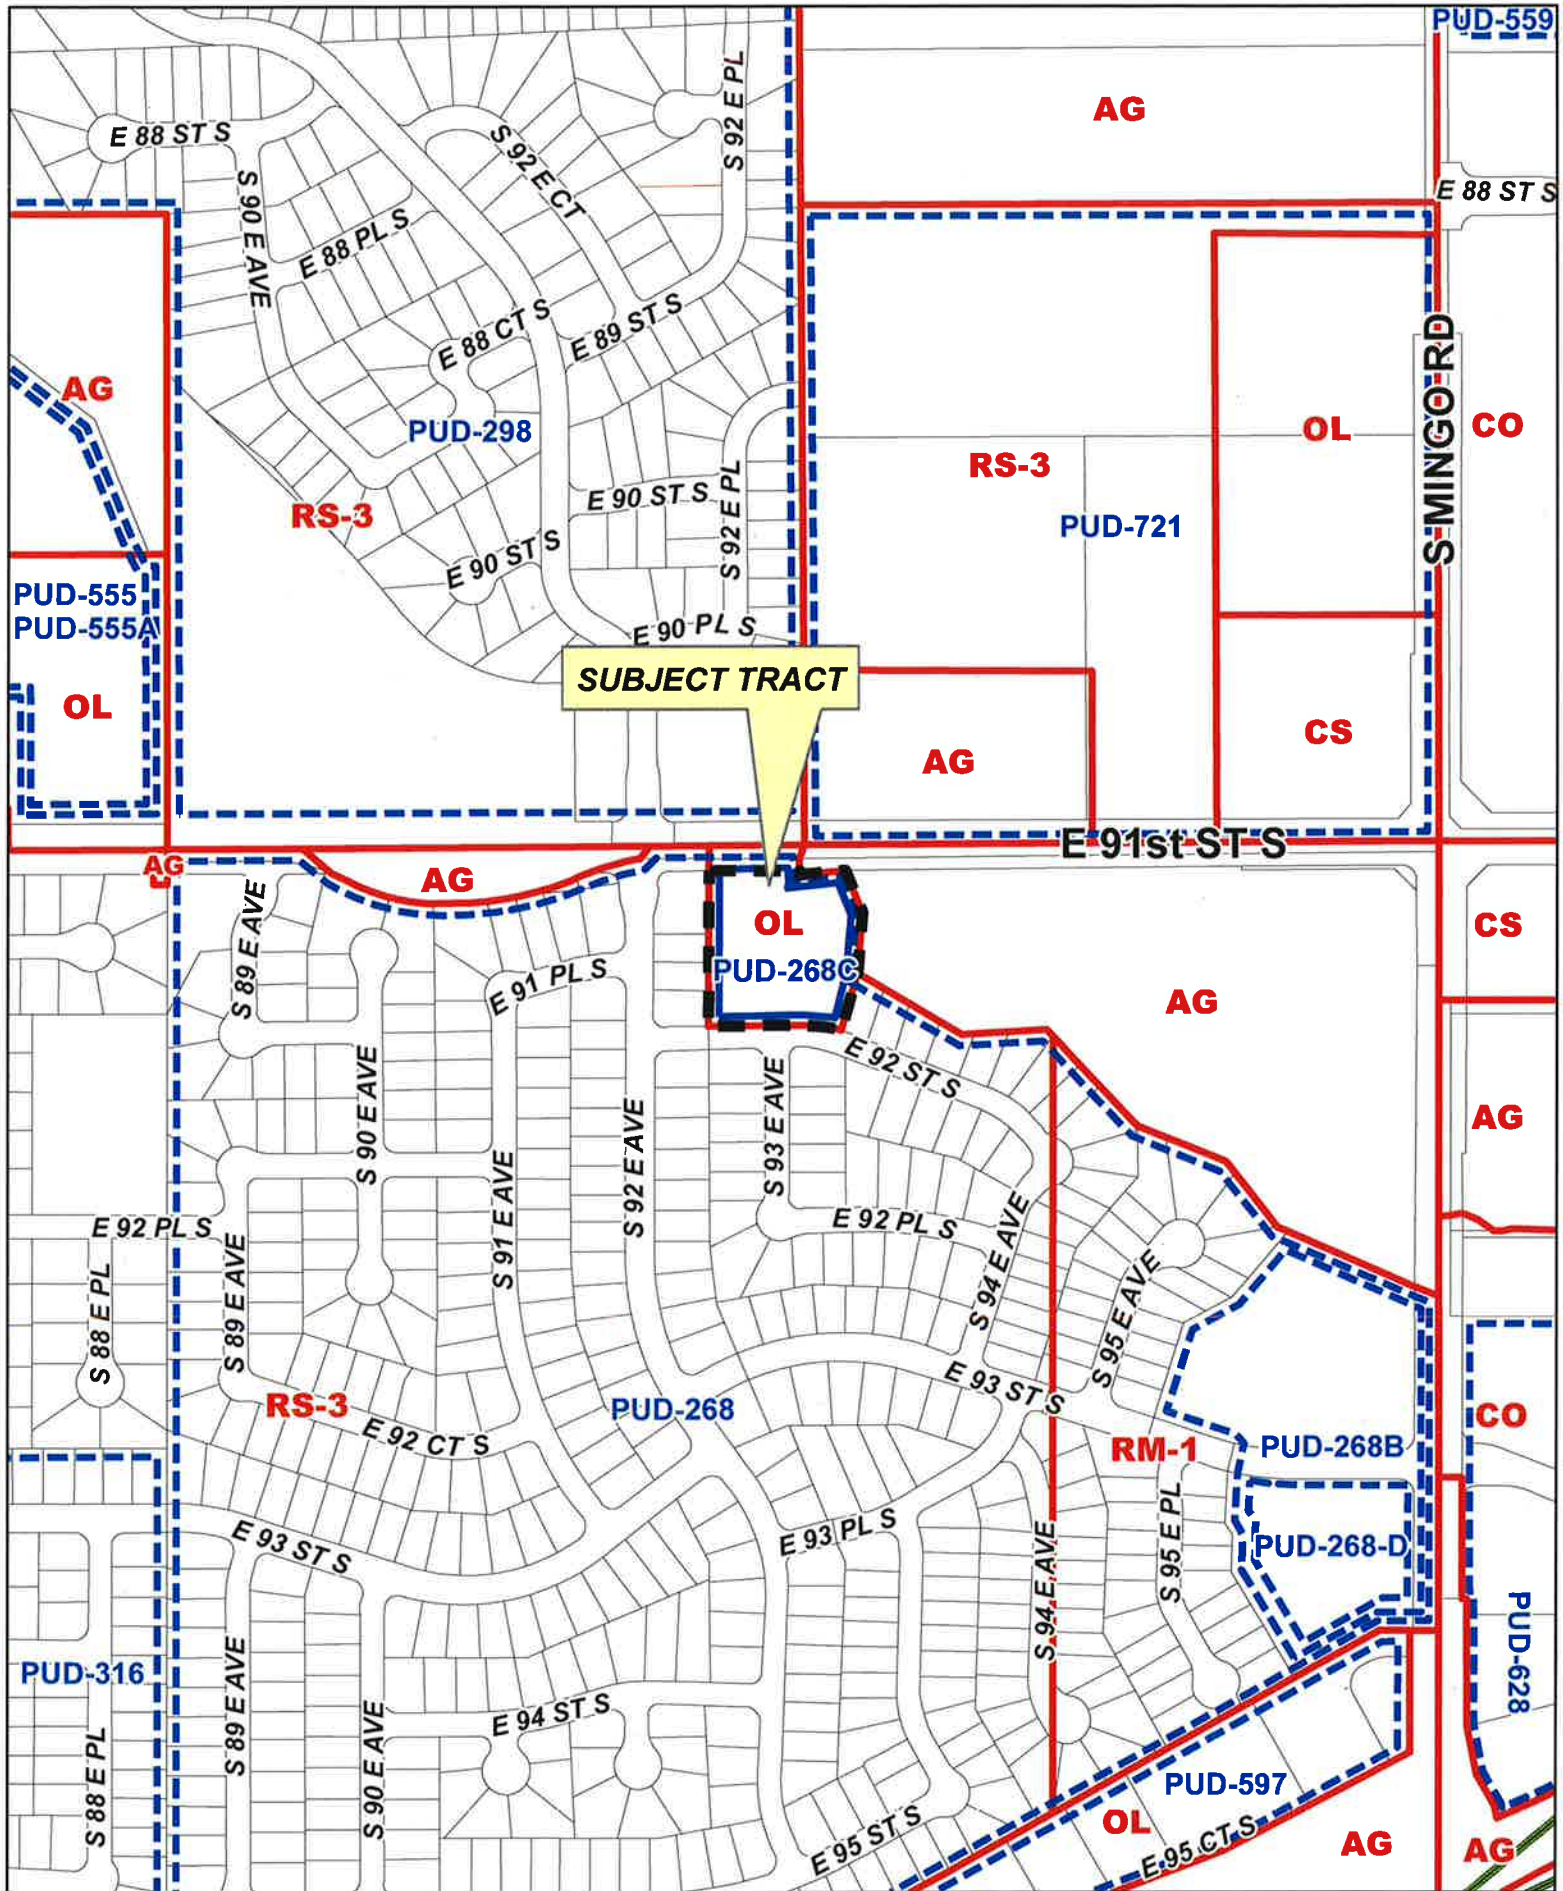 PUD-559
AG
S 92 E PL
E 88 ST S
S 92 E CT
E 88 ST S
S 90 E AVE
E 88 PL S
E 88 CT S
E 89 ST S
S MINGO RD
AG
PUD-298
OL
CO
RS-3
RS-3
E 90 ST S
S 92 E PL
PUD-721
E 90 ST S
PUD-555
PUD-555A
E 90 PL S
SUBJECT TRACT
OL
CS
AG
E 91st ST S
AG
AG
S 89 E AVE
OL
CS
E 91 PL S
PUD-268C
AG
E 92 ST S
S 90 E AVE
S 93 E AVE
S 92 E AVE
AG
S 91 E AVE
E 92 PL S
E 92 PL S
S 94 E AVE
S 88 E PL
S 89 E AVE
S 95 E AVE
E 93 ST S
RS-3
PUD-268
CO
E 92 CT S
RM-1
PUD-268B
E 93 ST S
E 93 PL S
S 95 E PL
PUD-268-D
S 94 E AVE
PUD-628
PUD-316
S 89 E AVE
E 94 ST S
S 90 E AVE
S 88 E PL
PUD-597
OL
E 95 ST S
E 95 CT S
AG
AG